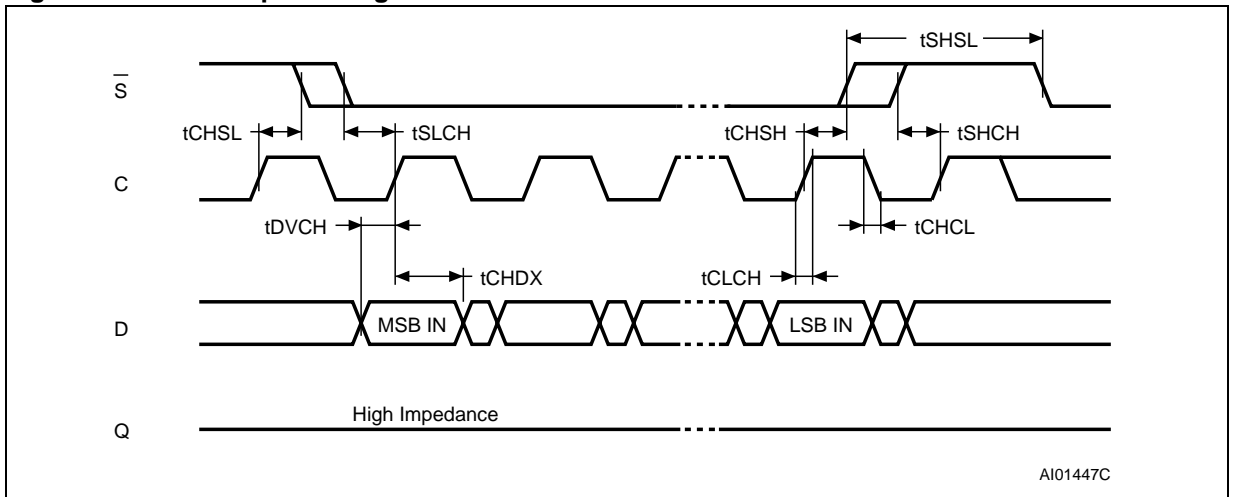 tSHSL
S
tCHSL
tSLCH
tCHSH
tSHCH
C
tDVCH
tCHCL
tCHDX
tCLCH
D
MSB IN
LSB IN
High Impedance
Q
AI01447C